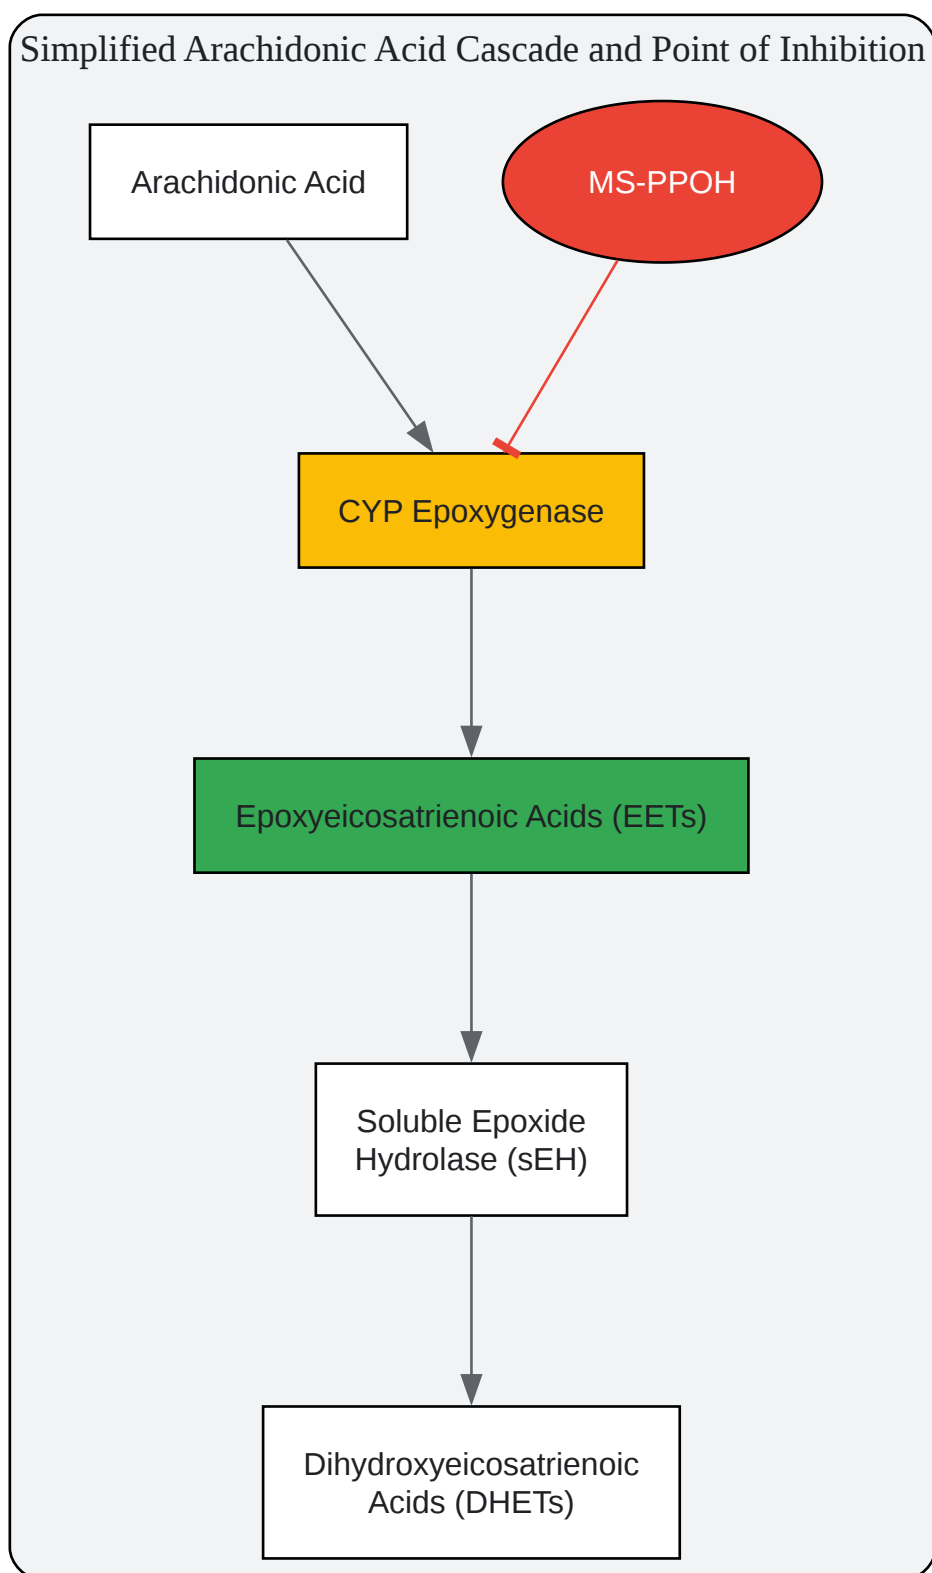 Simplified Arachidonic Acid Cascade and Point of Inhibition
Arachidonic Acid
MS-PPOH
CYP Epoxygenase
Epoxyeicosatrienoic Acids (EETs)
Soluble Epoxide
Hydrolase (sEH)
Dihydroxyeicosatrienoic
Acids (DHETs)